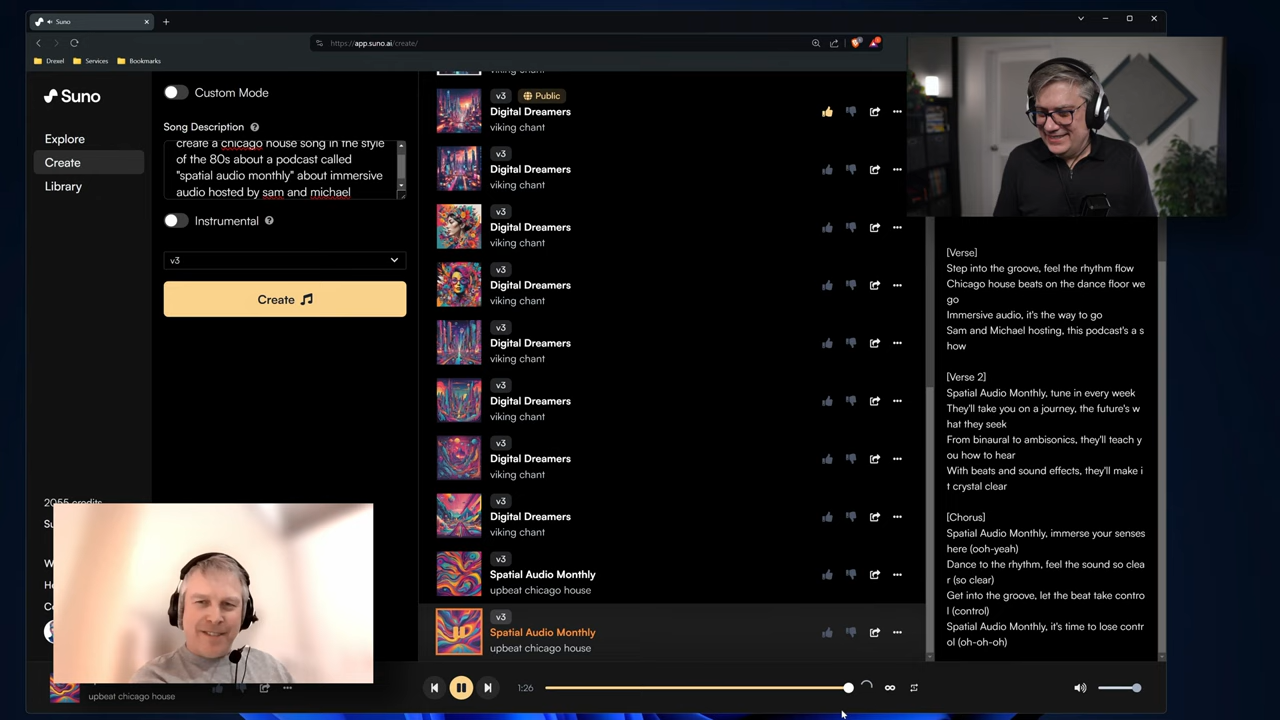 Suno
https://app.suno.ai/create/
Drexel
Services
Bookmarks
Suno
Explore
Create
Library
2055 credits
Custom Mode
Song Description
create a chicago house song in the style
of the 80s about a podcast called
"spatial audio monthly" about immersive
audio hosted by sam and michael
Instrumental
v3
Create
viking chant
v3 Public
Digital Dreamers
viking chant
v3
Digital Dreamers
viking chant
v3
Digital Dreamers
viking chant
v3
Digital Dreamers
viking chant
v3
Digital Dreamers
viking chant
v3
Digital Dreamers
viking chant
v3
Digital Dreamers
viking chant
v3
Digital Dreamers
viking chant
v3
Spatial Audio Monthly
upbeat chicago house
v3
Spatial Audio Monthly
upbeat chicago house
[Verse]
Step into the groove, feel the rhythm flow
Chicago house beats on the dance floor we
go
Immersive audio, it's the way to go
Sam and Michael hosting, this podcast's a s
how
[Verse 2]
Spatial Audio Monthly, tune in every week
They'll take you on a journey, the future's w
hat they seek
From binaural to ambisonics, they'll teach y
ou how to hear
With beats and sound effects, they'll make i
t crystal clear
[Chorus]
Spatial Audio Monthly, immerse your senses
here (ooh-yeah)
Dance to the rhythm, feel the sound so clea
r (so clear)
Get into the groove, let the beat take contro
l (control)
Spatial Audio Monthly, it's time to lose contr
ol (oh-oh-oh)
upbeat chicago house
1:26